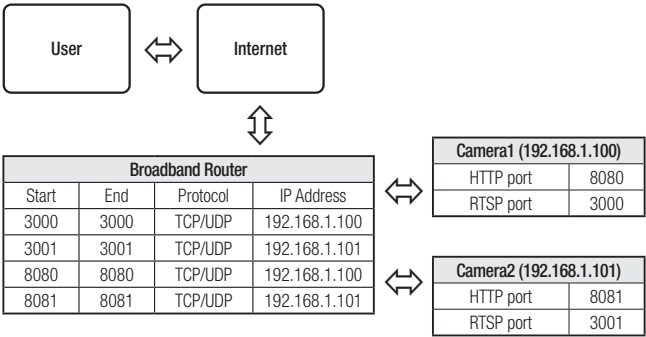 User
Internet
Broadband Router
Start End Protocol IP Address
3000 3000 TCP/UDP 192.168.1.100
3001 3001 TCP/UDP 192.168.1.101
8080 8080 TCP/UDP 192.168.1.100
8081 8081 TCP/UDP 192.168.1.101
Camera1 (192.168.1.100)
HTTP port 8080
RTSP port 3000
Camera2 (192.168.1.101)
HTTP port 8081
RTSP port 3001